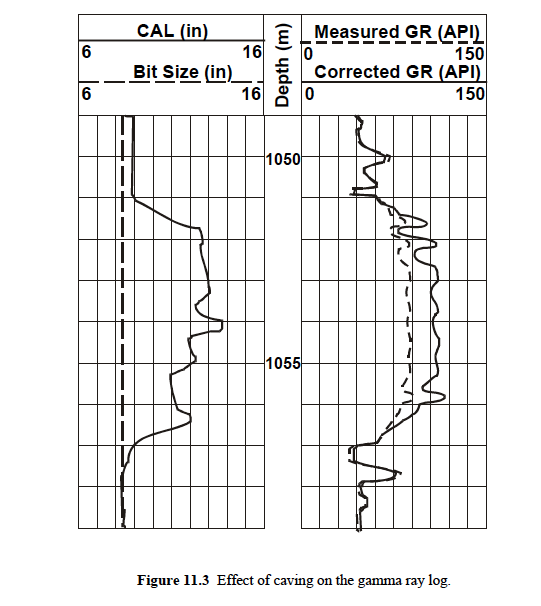 CAL (in)
6 16
Bit Size (in)
6 16
Depth (m)
Measured GR (API)
0 150
Corrected GR (API)
0 150
1050
1055
Figure 11.3 Effect of caving on the gamma ray log.